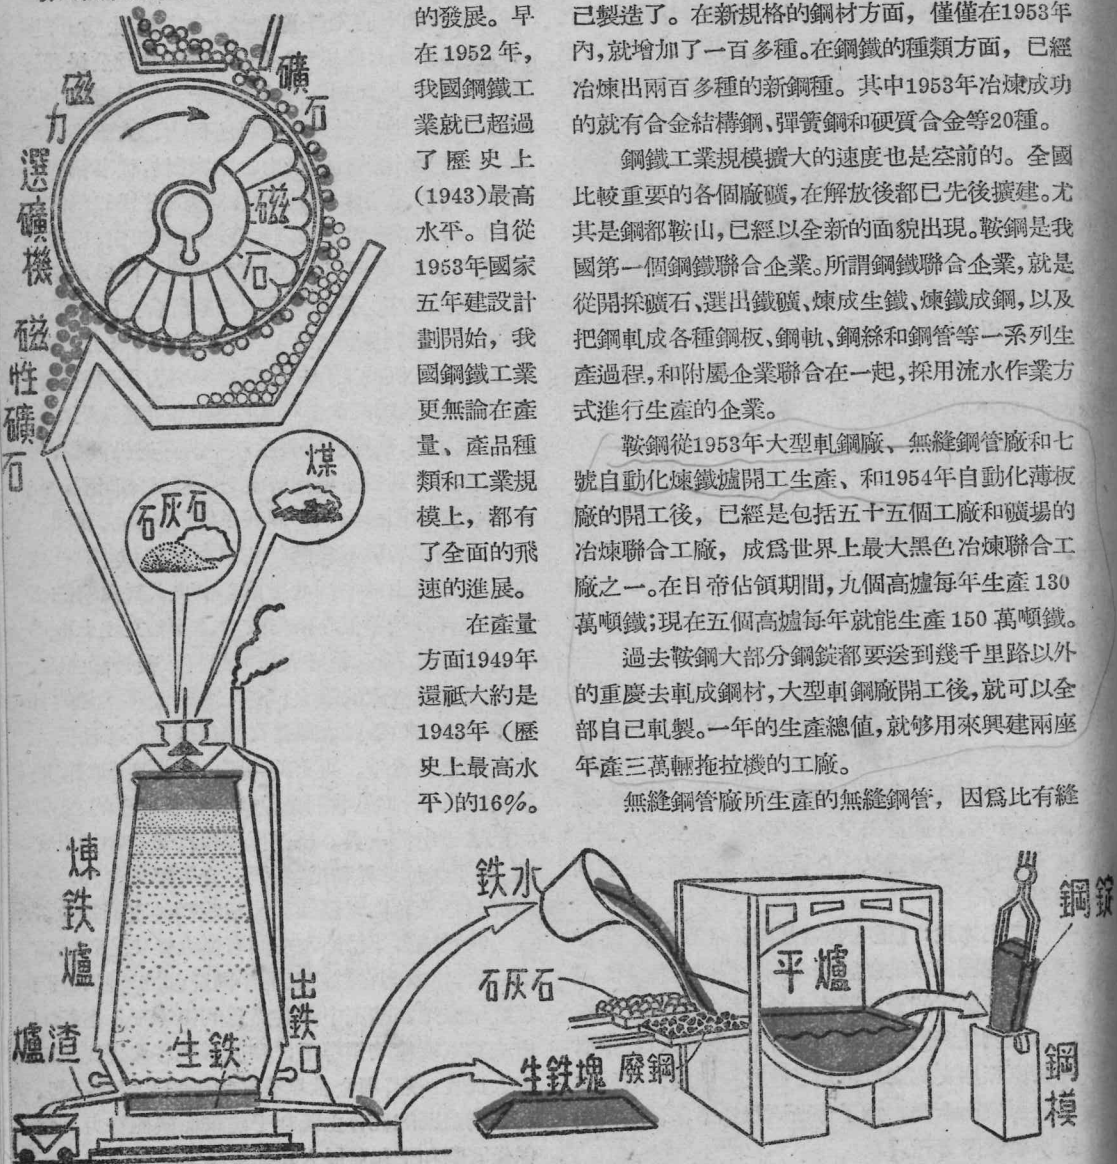 的發展。早
在1952年，
我國鋼鐵工
業就已超過
了歷史上
(1943)最高
水平。自從
1953年國家
五年建設計
劃開始，我
國鋼鐵工業
更無論在產
量、產品種
類和工業規
模上，都有
了全面的飛
速的進展。
在產量
方面1949年
還祇大約是
1943年（歷
史上最高水
平)的16%。
已製造了。在新規格的鋼材方面，僅僅在1953年
內，就增加了一百多種。在鋼鐵的種類方面，已經
冶煉出兩百多種的新鋼種。其中1953年冶煉成功
的就有合金結構鋼、彈簧鋼和硬質合金等20種。
鋼鐵工業規模擴大的速度也是空前的。全國
比較重要的各個廠礦，在解放後都已先後擴建。尤
其是鋼都鞍山，已經以全新的面貌出現。鞍鋼是我
國第一個鋼鐵聯合企業。所謂鋼鐵聯合企業，就是
從開採礦石、選出鐵礦、煉成生鐵、煉鐵成鋼，以及
把鋼軋成各種鋼板、鋼軌、鋼絲和鋼管等一系列生
產過程，和附屬企業聯合在一起，採用流水作業方
式進行生產的企業。
鞍鋼從1953年大型軋鋼廠、無縫鋼管廠和七
號自動化煉鐵爐開工生產、和1954年自動化薄板
廠的開工後，已經是包括五十五個工廠和礦場的
冶煉聯合工廠，成爲世界上最大黑色冶煉聯合工
廠之一。在日帝佔領期間，九個高爐每年生產130
萬噸鐵；現在五個高爐每年就能生產150萬噸鐵。
過去鞍鋼大部分鋼錠都要送到幾千里路以外
的重慶去軋成鋼材，大型軋鋼廠開工後，就可以全
部自己軋製。一年的生產總值，就够用來興建兩座
年產三萬輛拖拉機的工廠。
無縫鋼管廠所生產的無縫鋼管，因爲比有縫
礦石
磁力選礦機
磁石
磁性礦石
石灰石
煤
煉鉄爐
爐渣
生鉄
出鉄口
鉄水
石灰石
生鉄塊
廢鋼
平爐
鋼錠
鋼模